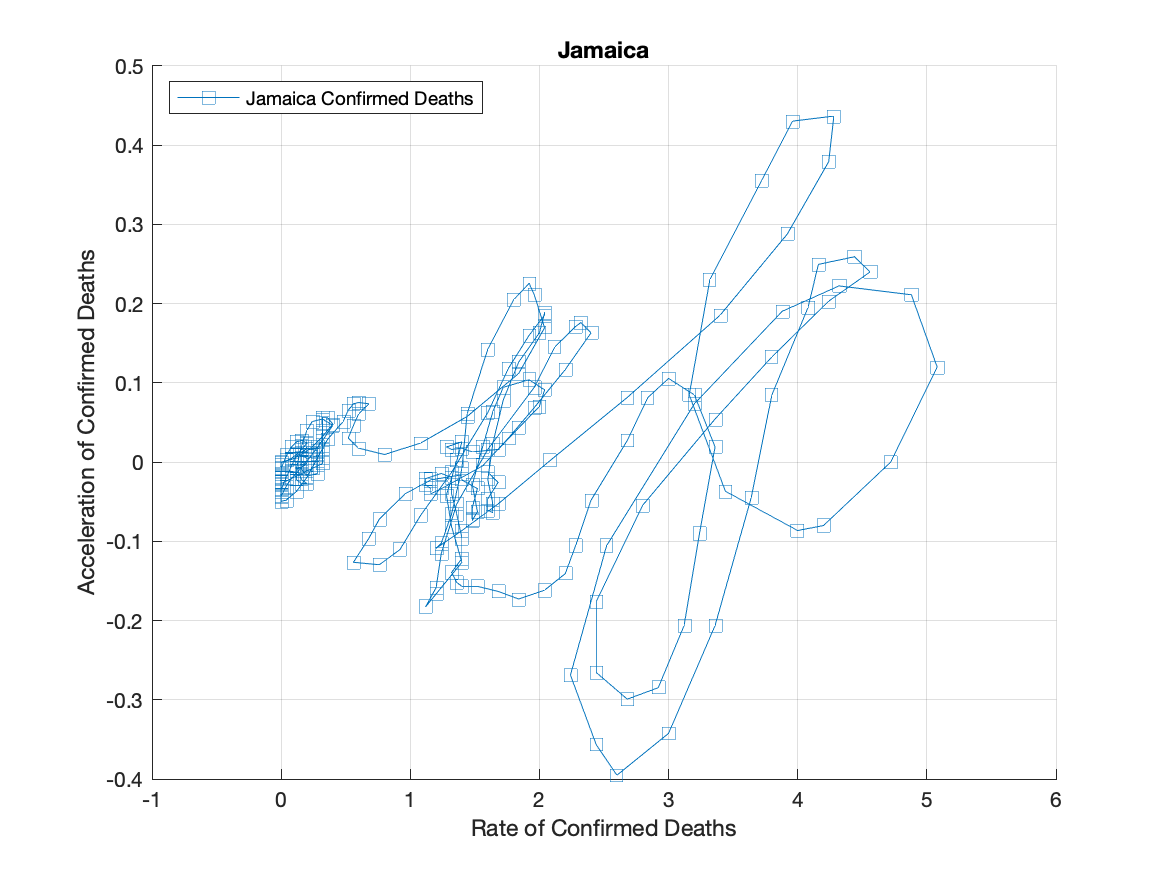 Jamaica
Jamaica Confirmed Deaths
0.5
0.4
0.3
0.2
0.1
0
-0.1
-0.2
-0.3
-0.4
Acceleration of Confirmed Deaths
-1 0 1 2 3 4 5 6
Rate of Confirmed Deaths